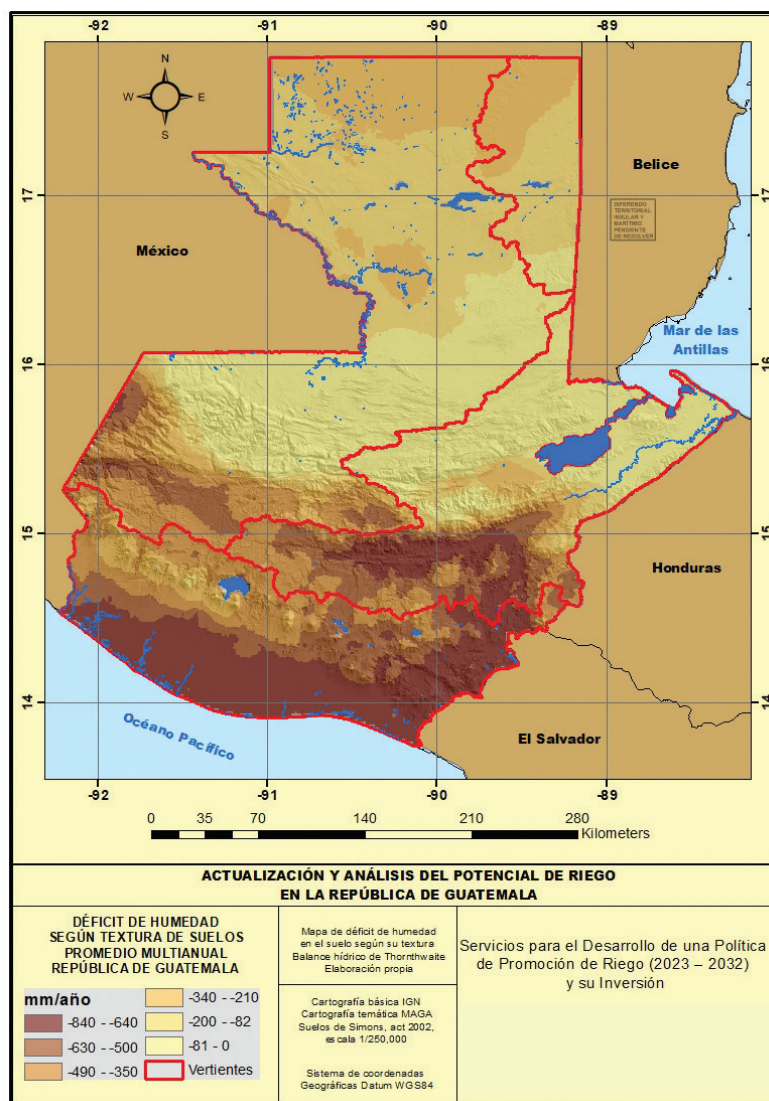 -92 -91 -90 -89
N
W E
S
17 17
Belice
DIFERENDO
TERRITORIAL
INSULAR Y
MARÍTIMO
PENDIENTE
DE RESOLVER
México
Mar de las
Antillas
16 16
15 15
Honduras
14 14
Océano Pacífico
El Salvador
-92 -91 -90 -89
0 35 70 140 210 280
Kilometers
ACTUALIZACIÓN Y ANÁLISIS DEL POTENCIAL DE RIEGO
EN LA REPÚBLICA DE GUATEMALA
DÉFICIT DE HUMEDAD
SEGÚN TEXTURA DE SUELOS
PROMEDIO MULTIANUAL
REPÚBLICA DE GUATEMALA
mm/año
-840 - -640
-630 - -500
-490 - -350
-340 - -210
-200 - -82
-81 - 0
Vertientes
Mapa de déficit de humedad
en el suelo según su textura
Balance hídrico de Thornthwaite
Elaboración propia
Cartografía básica IGN
Cartografía temática MAGA
Suelos de Simons, act 2002,
escala 1/250,000
Sistema de coordenadas
Geográficas Datum WGS84
Servicios para el Desarrollo de una Política
de Promoción de Riego (2023 – 2032)
y su Inversión